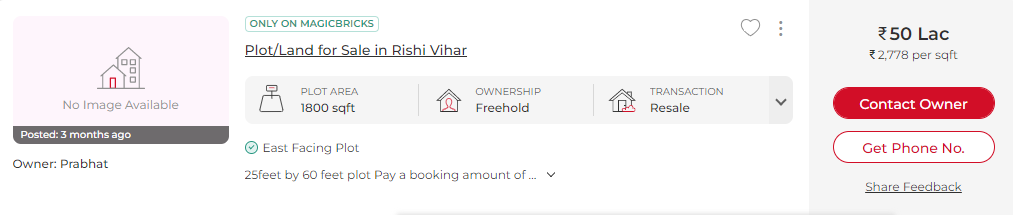 ONLY ON MAGICBRICKS
Plot/Land for Sale in Rishi Vihar
No Image Available
Posted: 3 months ago
Owner: Prabhat
PLOT AREA
1800 sqft
OWNERSHIP
Freehold
TRANSACTION
Resale
East Facing Plot
25feet by 60 feet plot Pay a booking amount of ...
₹50 Lac
₹2,778 per sqft
Contact Owner
Get Phone No.
Share Feedback